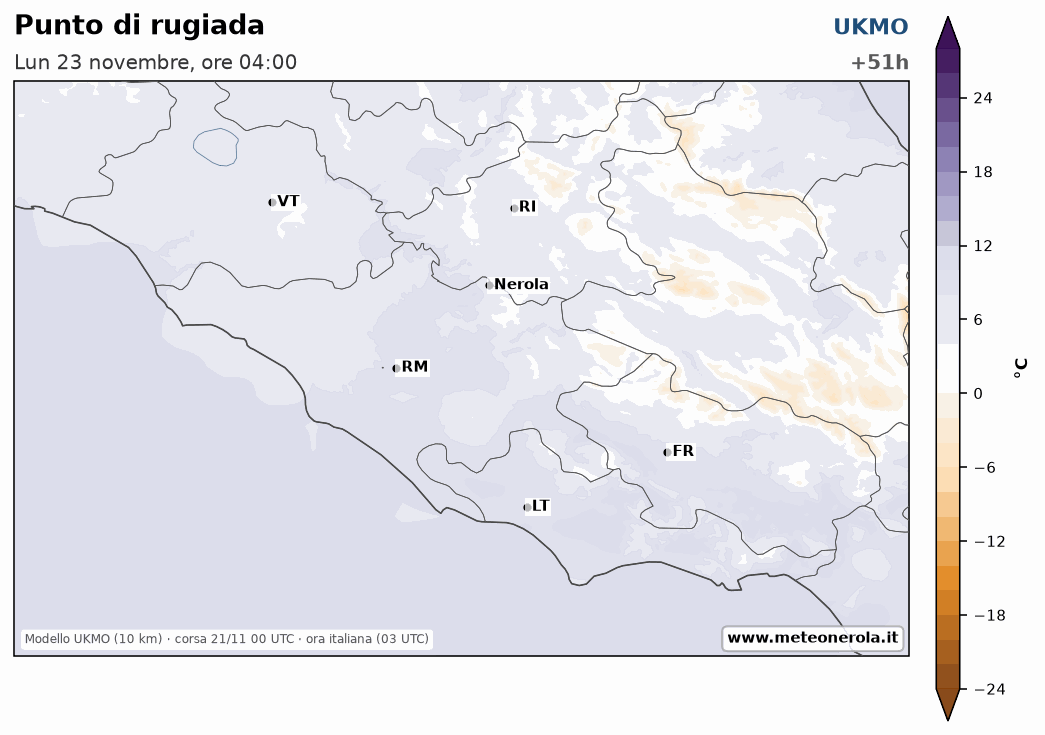 Punto di rugiada
UKMO
Lun 23 novembre, ore 04:00
+51h
VT
RI
Nerola
RM
FR
LT
Modello UKMO (10 km) · corsa 21/11 00 UTC · ora italiana (03 UTC)
www.meteonerola.it
24
18
12
6
0
−6
−12
−18
−24
°C